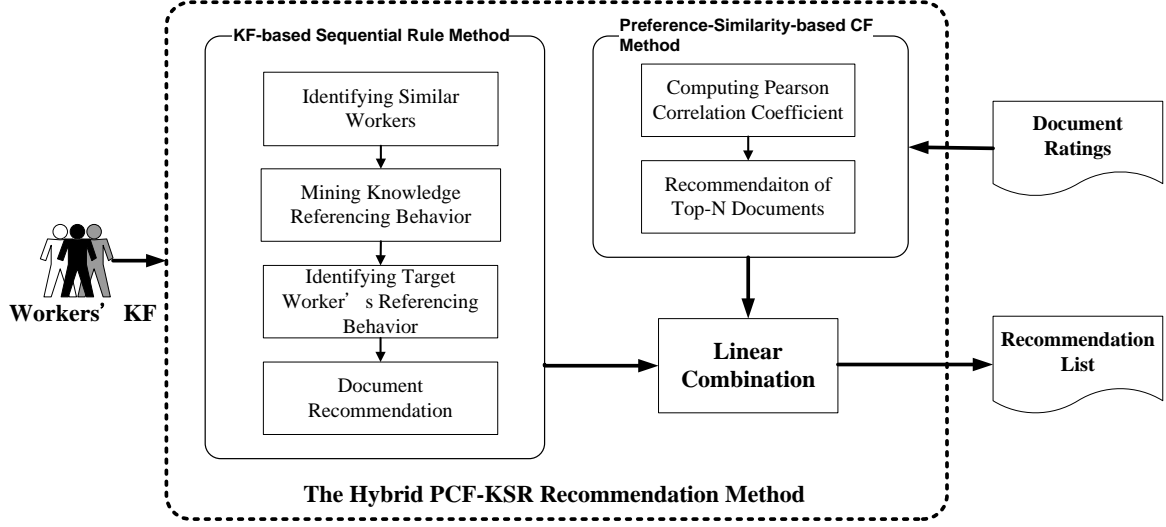 KF-based Sequential Rule Method
Identifying Similar
Workers
Mining Knowledge
Referencing Behavior
Identifying Target
Worker’s Referencing
Behavior
Document
Recommendation
Preference-Similarity-based CF
Method
Computing Pearson
Correlation Coefficient
Recommendaiton of
Top-N Documents
Document
Ratings
Workers’ KF
Linear
Combination
Recommendation
List
The Hybrid PCF-KSR Recommendation Method